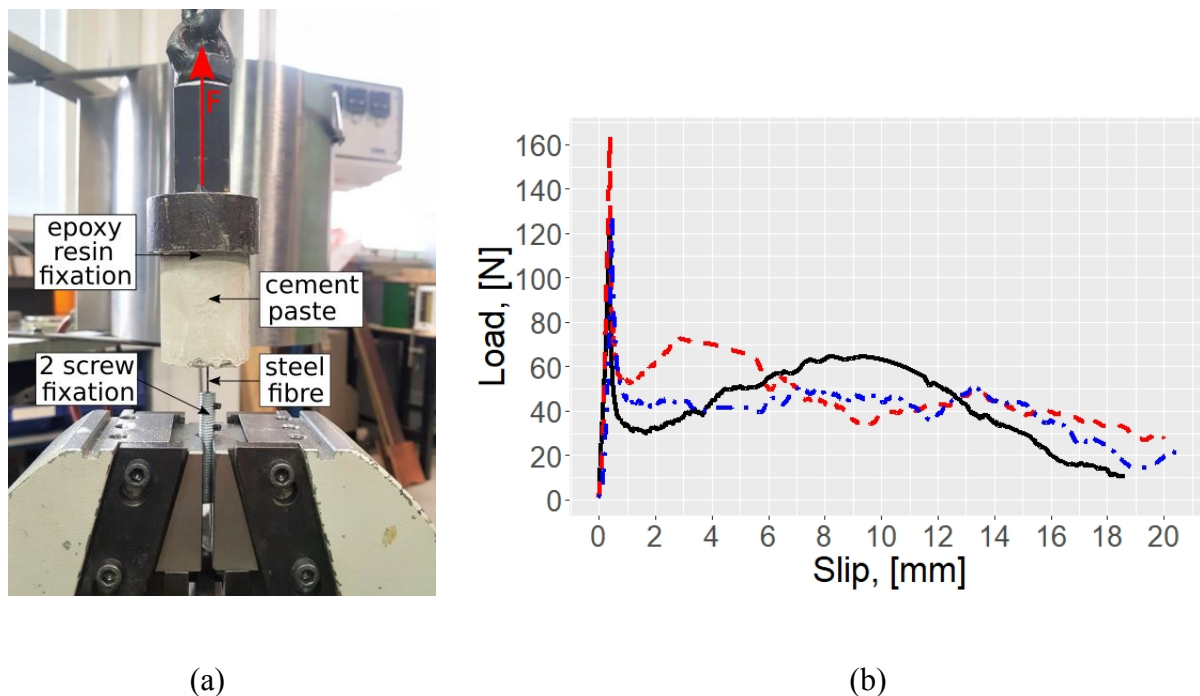 F
epoxy
resin
fixation
cement
paste
2 screw
fixation
steel
fibre
Load, [N]
160
140
120
100
80
60
40
20
0
0 2 4 6 8 10 12 14 16 18 20
Slip, [mm]
(a)
(b)